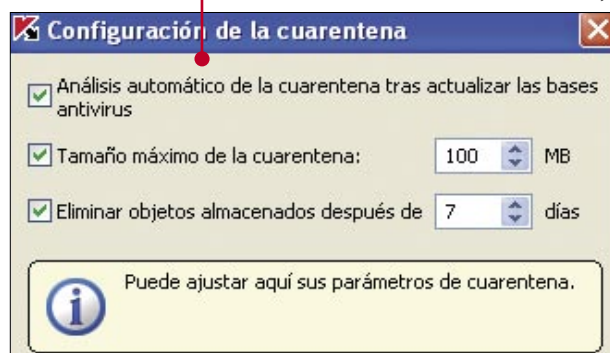 Configuración de la cuarentena
Análisis automático de la cuarentena tras actualizar las bases
antivirus
Tamaño máximo de la cuarentena: 100 MB
Eliminar objetos almacenados después de 7 días
Puede ajustar aquí sus parámetros de cuarentena.